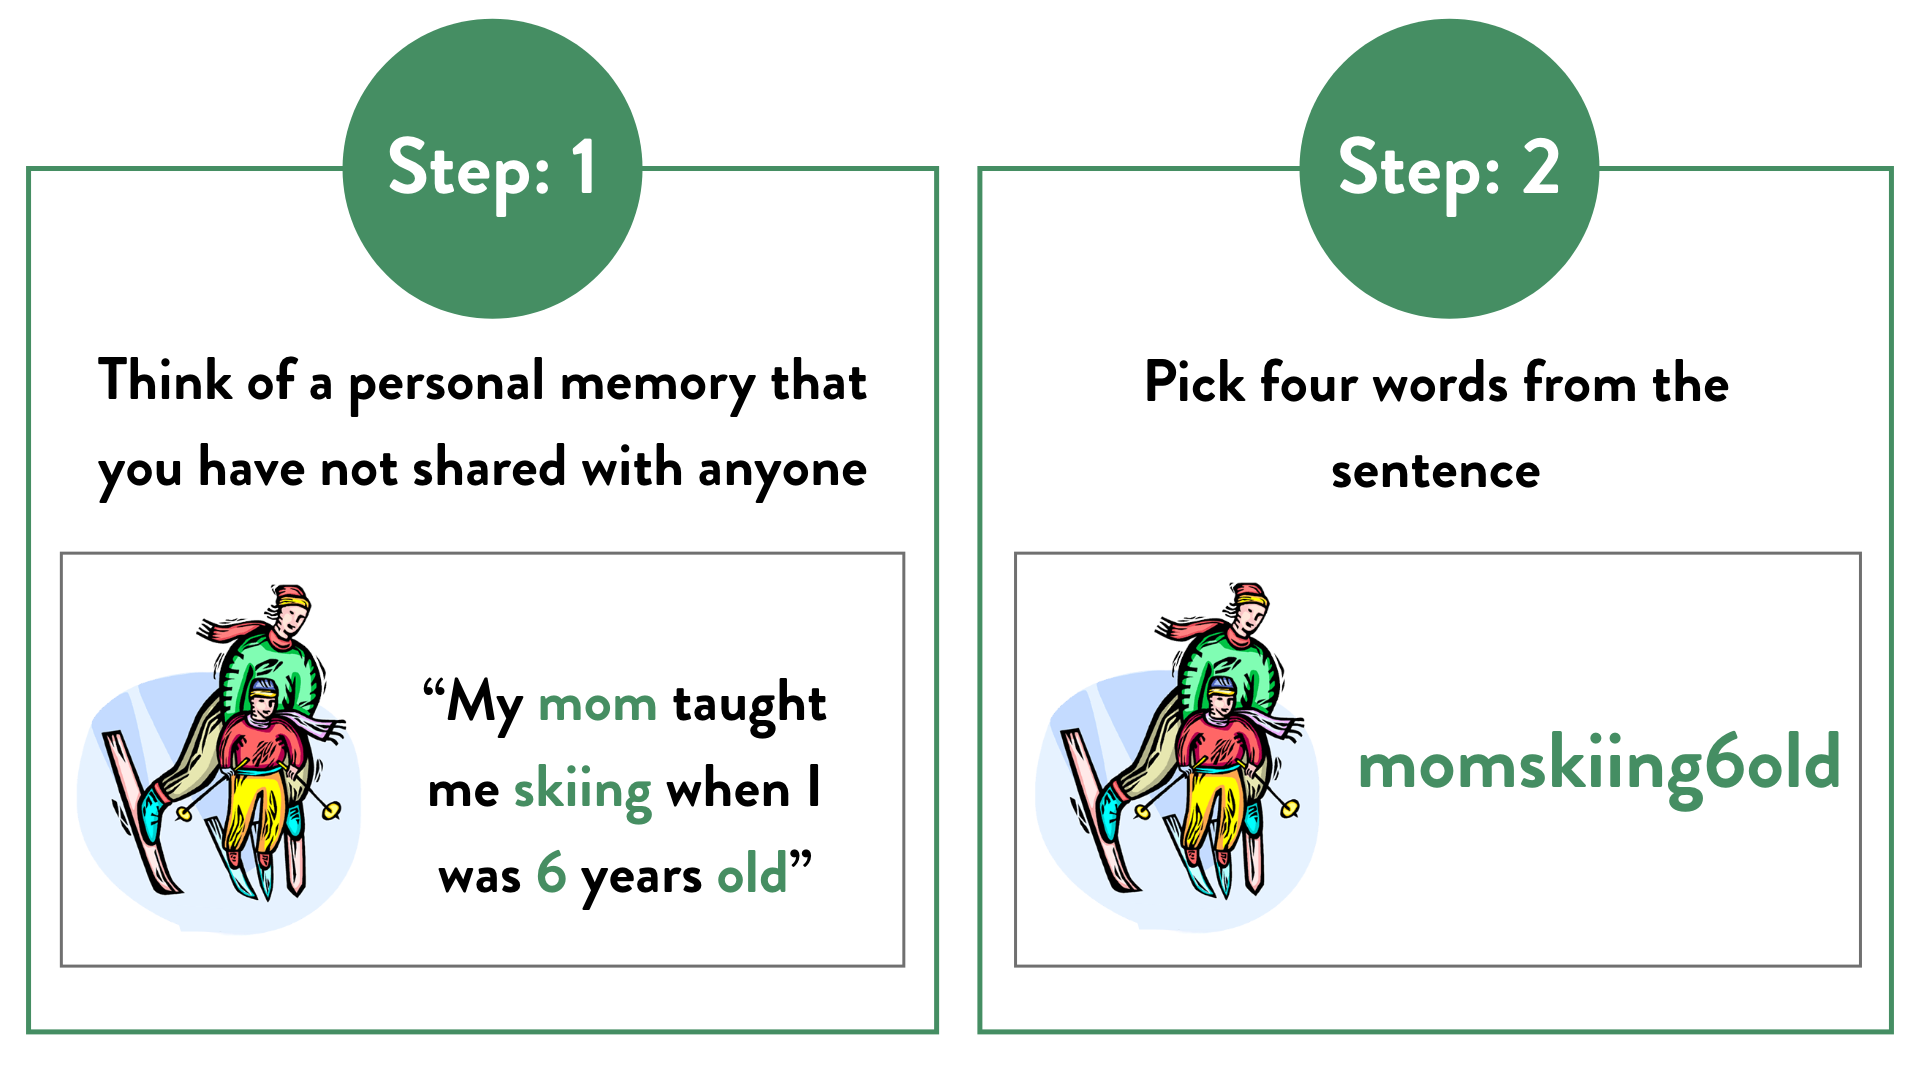 Step: 1
Think of a personal memory that
you have not shared with anyone
“My mom taught
me skiing when I
was 6 years old”
Step: 2
Pick four words from the
sentence
momskiing6old